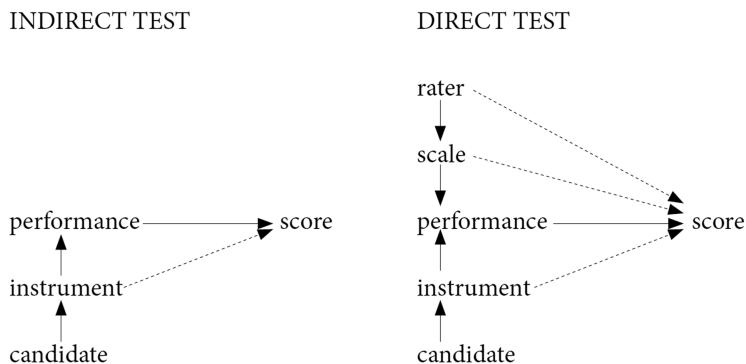 INDIRECT TEST
performance
score
instrument
candidate
DIRECT TEST
rater
scale
performance
score
instrument
candidate